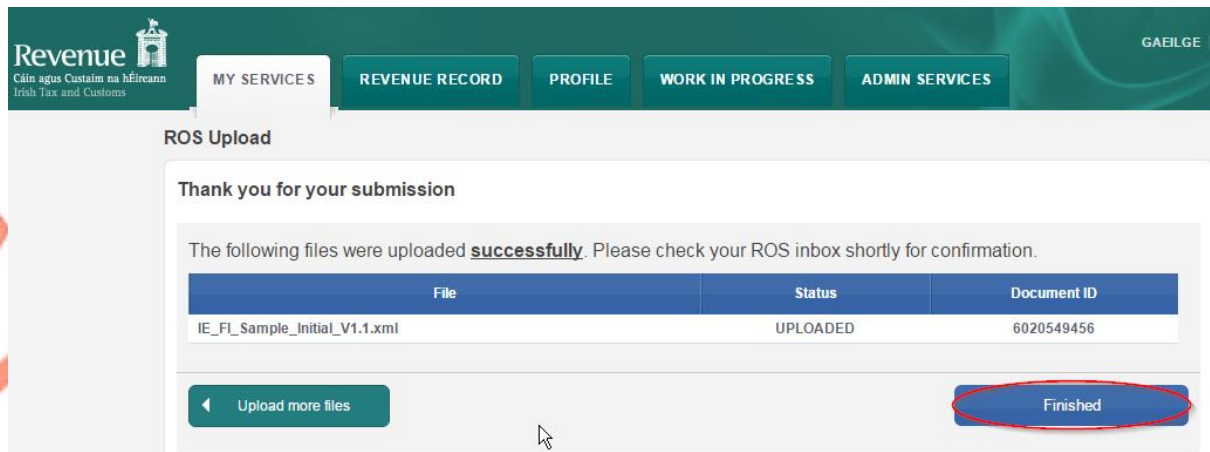 Revenue
Cáin agus Custaim na hÉireann
Irish Tax and Customs
GAEILGE
MY SERVICES
REVENUE RECORD
PROFILE
WORK IN PROGRESS
ADMIN SERVICES
ROS Upload
Thank you for your submission
The following files were uploaded successfully. Please check your ROS inbox shortly for confirmation.
File Status Document ID
IE_FI_Sample_Initial_V1.1.xml UPLOADED 6020549456
Upload more files
Finished